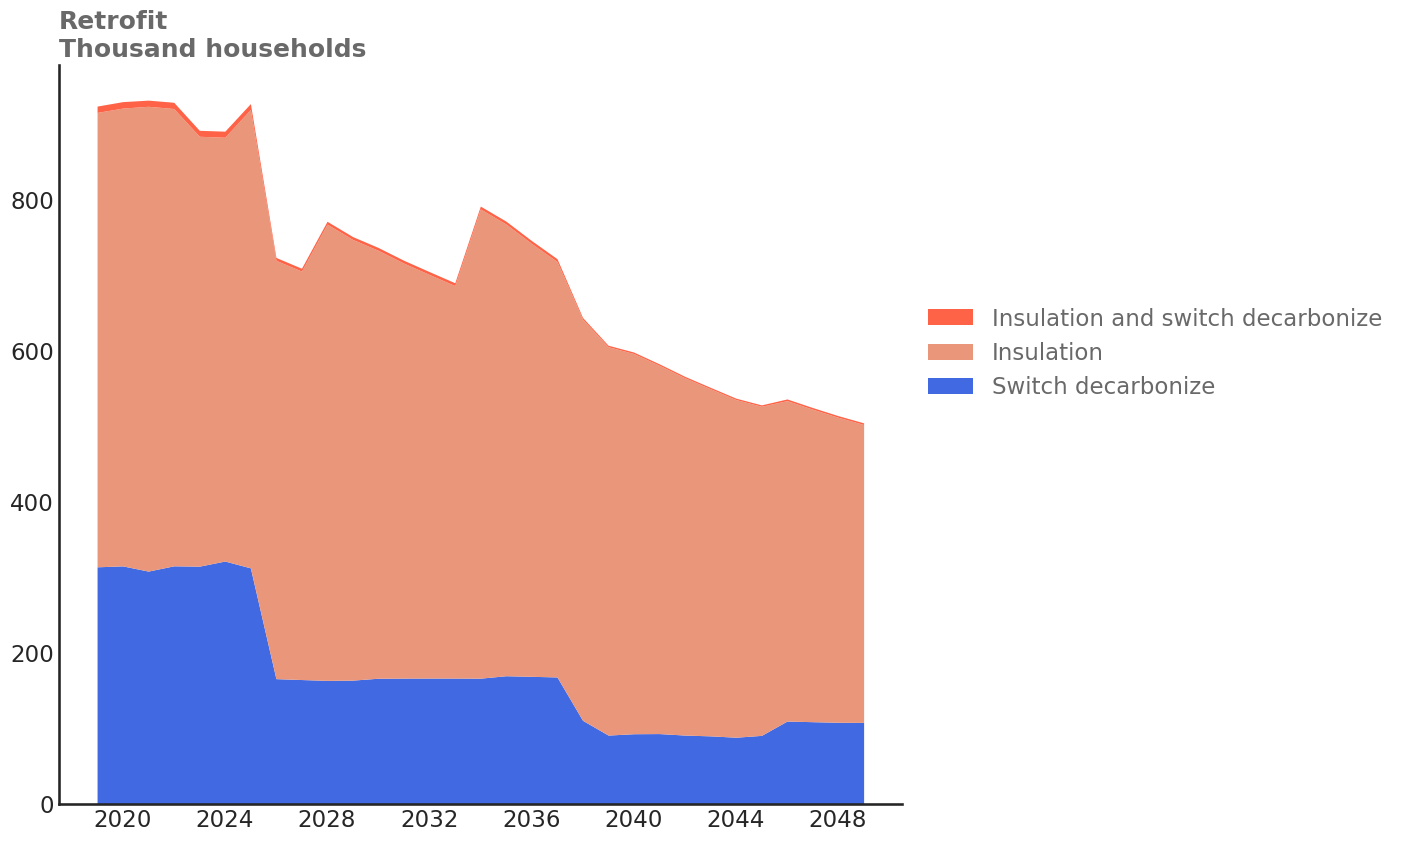 Retrofit
Thousand households
800
600
400
200
0
2020 2024 2028 2032 2036 2040 2044 2048
Insulation and switch decarbonize
Insulation
Switch decarbonize